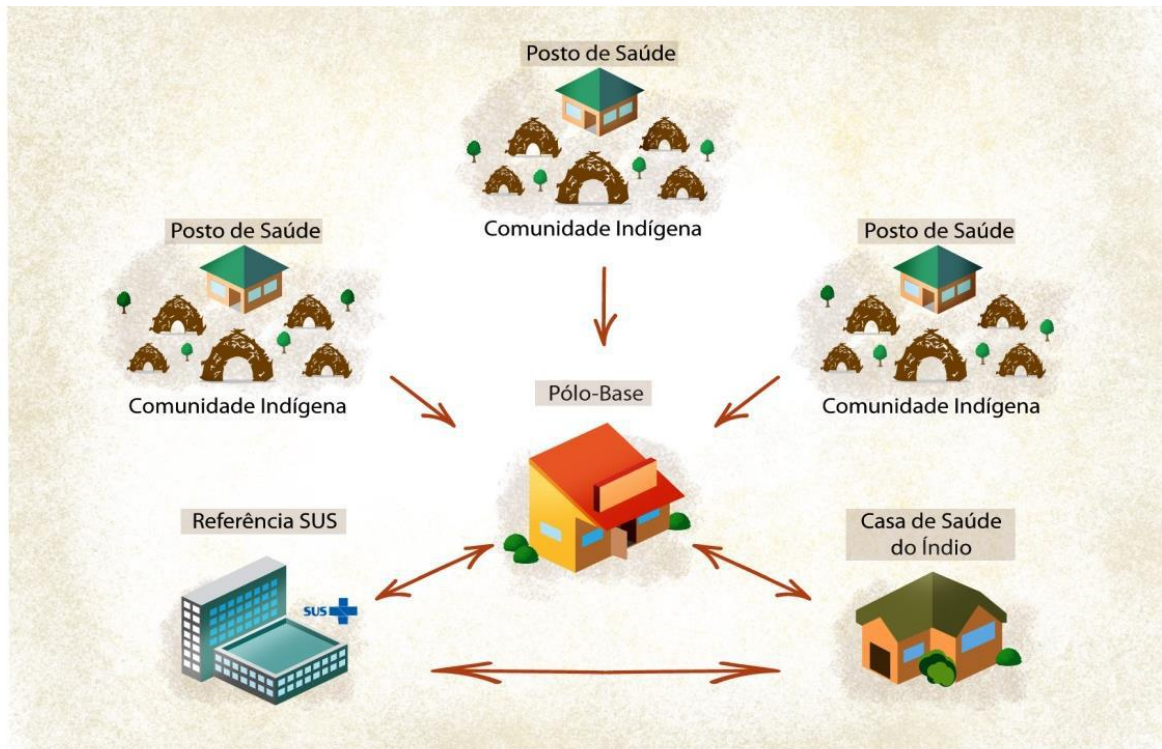 Posto de Saúde
Comunidade Indígena
Posto de Saúde
Comunidade Indígena
Posto de Saúde
Comunidade Indígena
Pólo-Base
Referência SUS
SUS
Casa de Saúde
do Índio